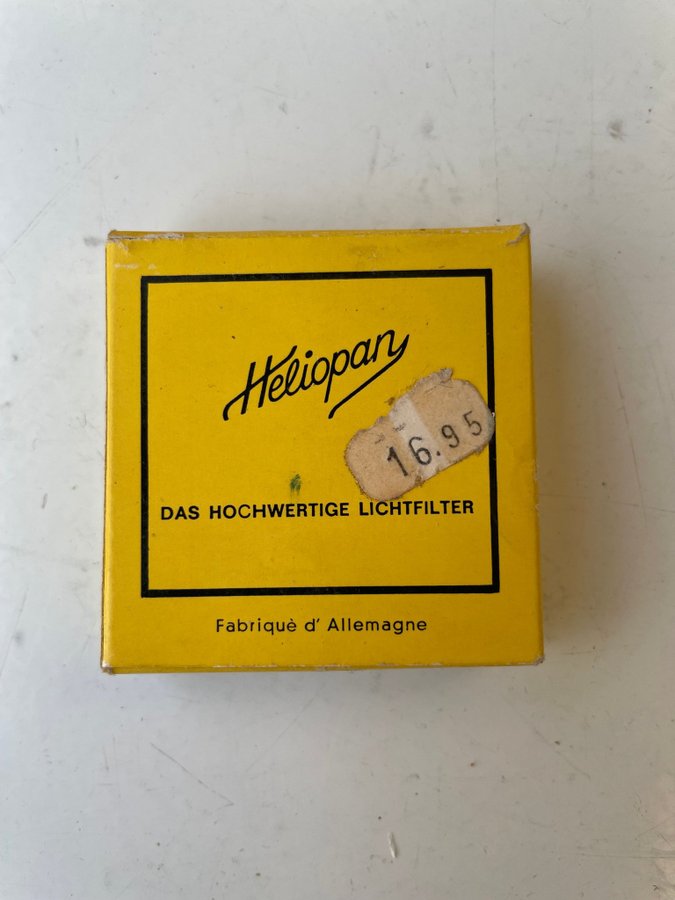 Heliopan
16.95
DAS HOCHWERTIGE LICHTFILTER
Fabriquè d' Allemagne